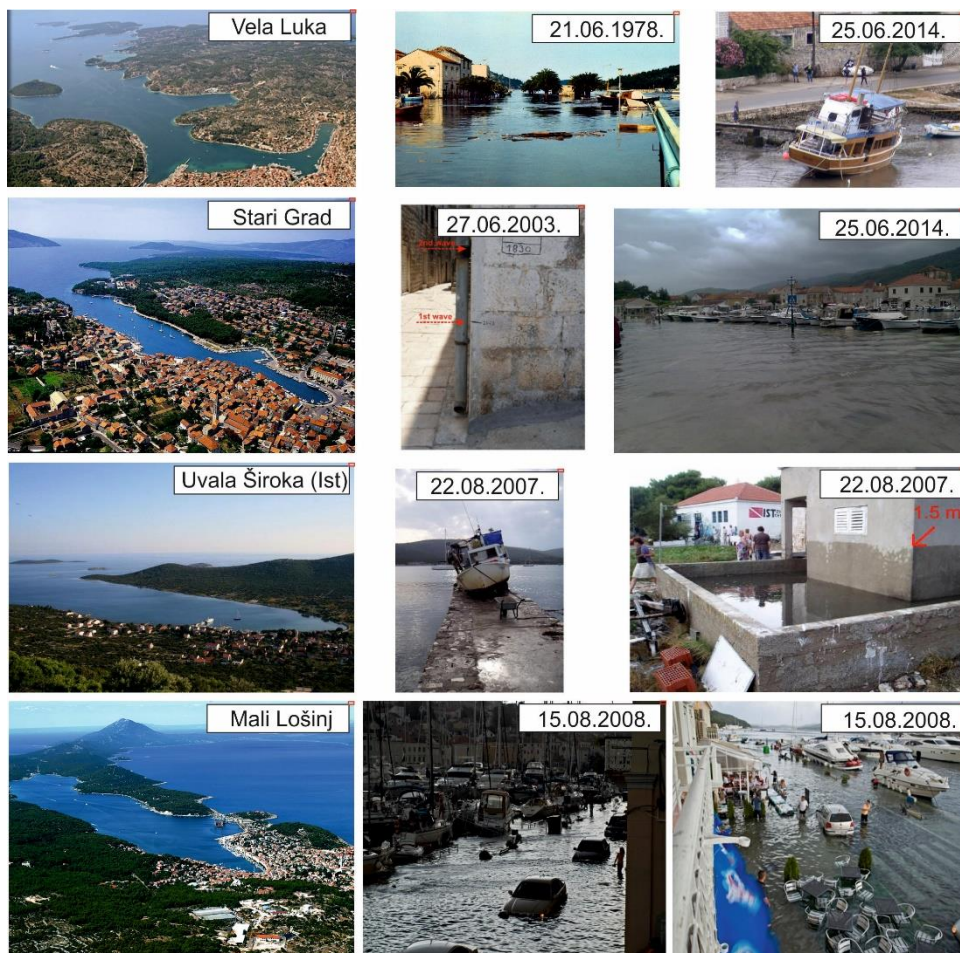 Vela Luka
21.06.1978.
25.06.2014.
Stari Grad
27.06.2003.
2nd wave
1830
1st wave
25.06.2014.
Uvala Široka (Ist)
22.08.2007.
22.08.2007.
1.5 m
IST
Mali Lošinj
15.08.2008.
15.08.2008.